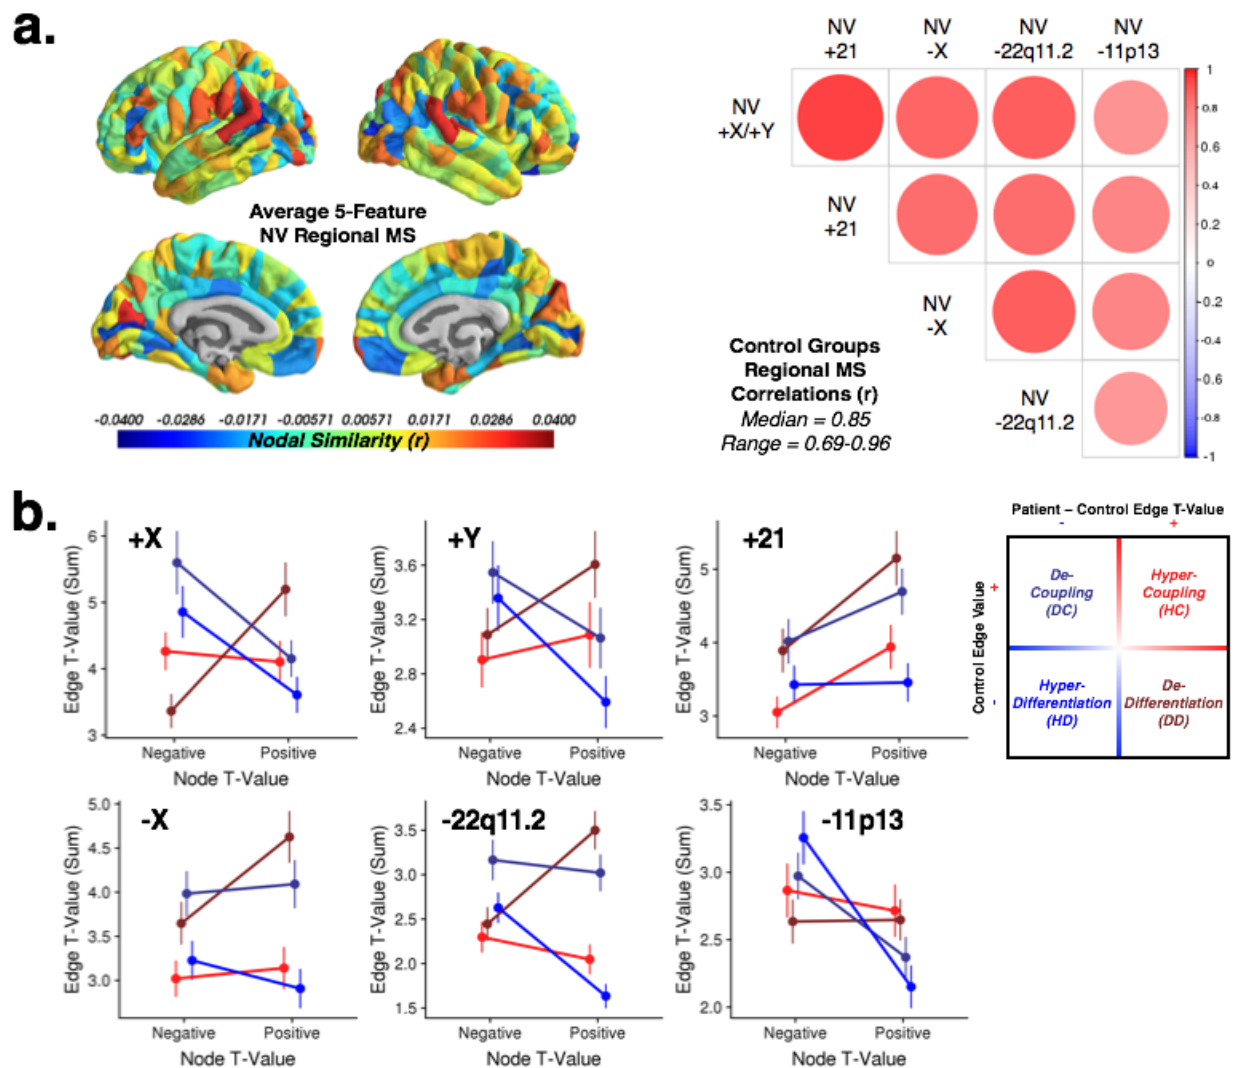 a.
Average 5-Feature
NV Regional MS
-0.0400 -0.0286 -0.0171 -0.00571 0.00571 0.0171 0.0286 0.0400
Nodal Similarity (r)
NV
+21
NV
-X
NV
-22q11.2
NV
-11p13
NV
+X/+Y
NV
+21
NV
-X
NV
-22q11.2
Control Groups
Regional MS
Correlations (r)
Median = 0.85
Range = 0.69-0.96
1
0.8
0.6
0.4
0.2
0
-0.2
-0.4
-0.6
-0.8
-1
b.
+X
Edge T-Value (Sum)
6
5
4
3
Negative Positive
Node T-Value
+Y
Edge T-Value (Sum)
3.6
3.2
2.8
2.4
Negative Positive
Node T-Value
+21
Edge T-Value (Sum)
5
4
3
Negative Positive
Node T-Value
Patient – Control Edge T-Value
- +
Control Edge Value
+
-
De-
Coupling
(DC)
Hyper-
Coupling
(HC)
Hyper-
Differentiation
(HD)
De-
Differentiation
(DD)
-X
Edge T-Value (Sum)
5.0
4.5
4.0
3.5
3.0
Negative Positive
Node T-Value
-22q11.2
Edge T-Value (Sum)
3.5
3.0
2.5
2.0
1.5
Negative Positive
Node T-Value
-11p13
Edge T-Value (Sum)
3.5
3.0
2.5
2.0
Negative Positive
Node T-Value